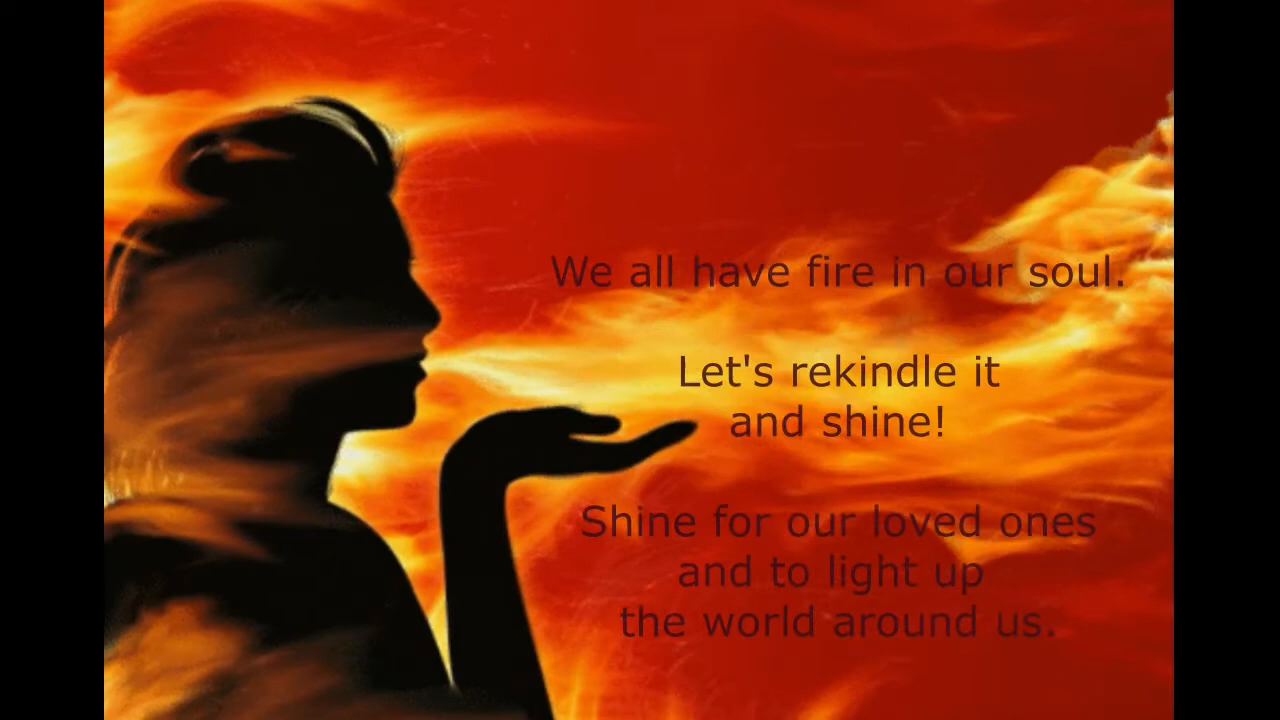 We all have fire in our soul.
Let's rekindle it
and shine!
Shine for our loved ones
and to light up
the world around us.